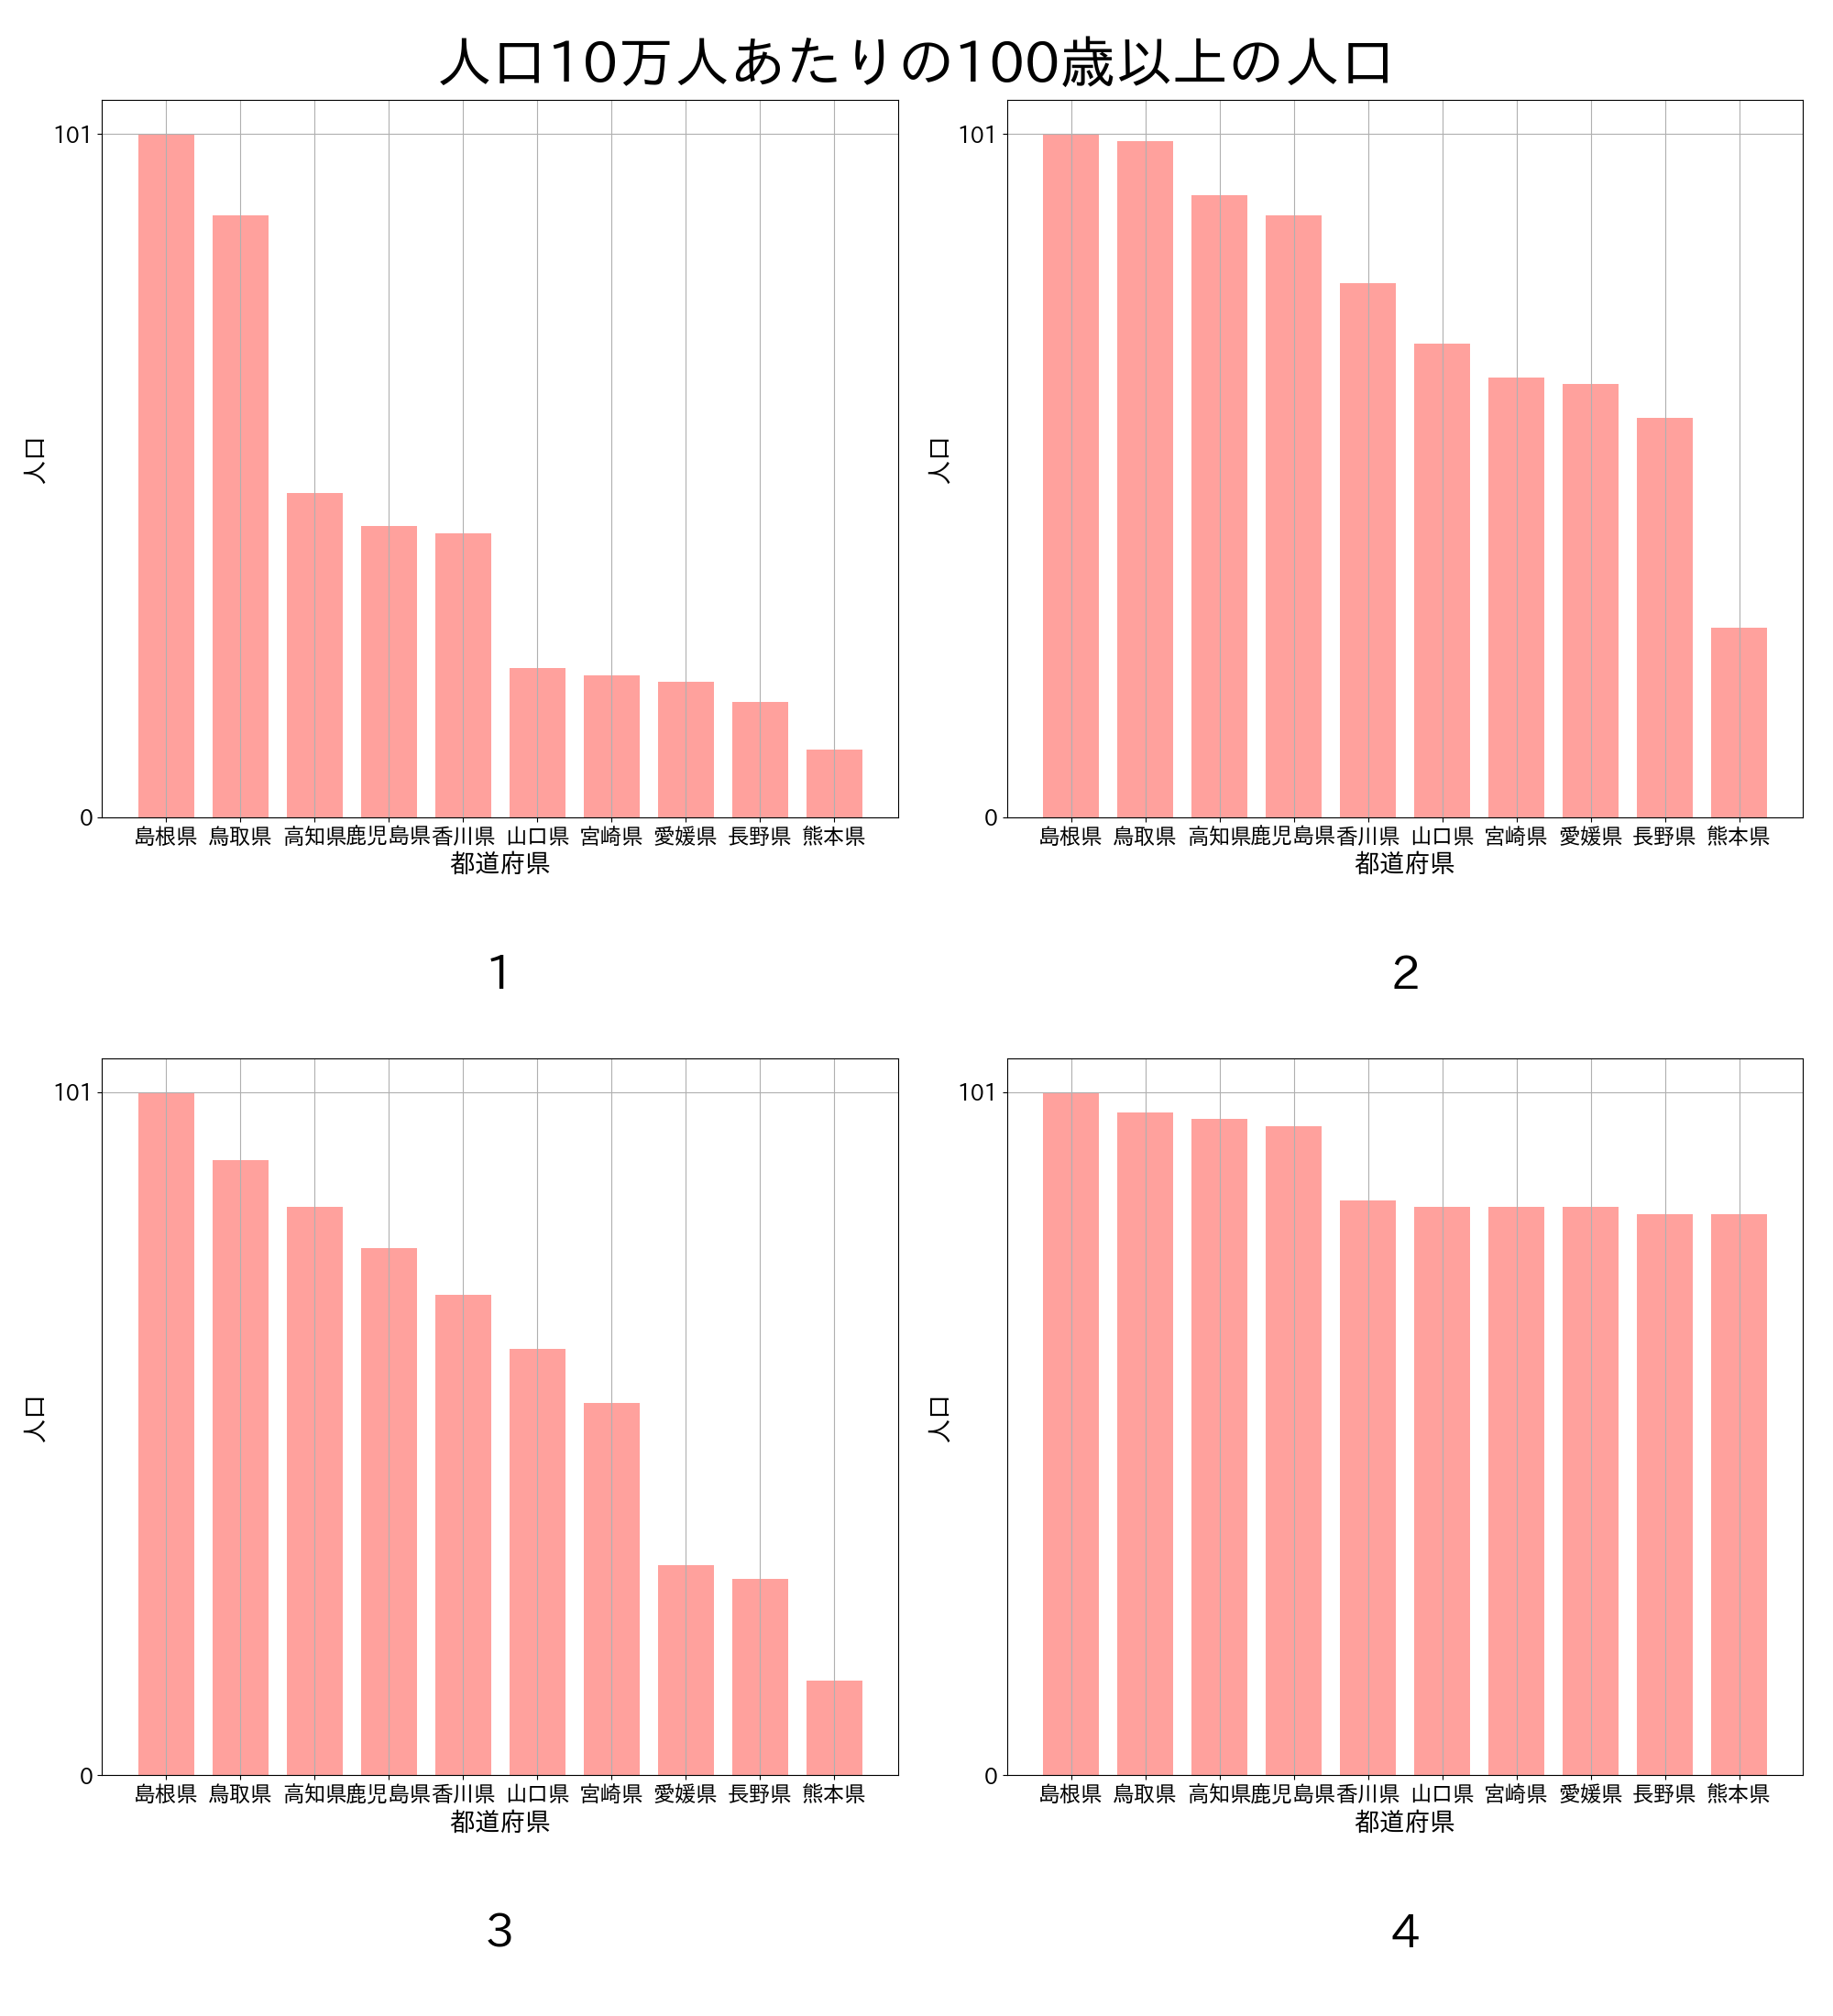 人口10万人あたりの100歳以上の人口
101
0
人口
島根県 鳥取県 高知県 鹿児島県 香川県 山口県 宮崎県 愛媛県 長野県 熊本県
都道府県
1
101
0
人口
島根県 鳥取県 高知県 鹿児島県 香川県 山口県 宮崎県 愛媛県 長野県 熊本県
都道府県
2
101
0
人口
島根県 鳥取県 高知県 鹿児島県 香川県 山口県 宮崎県 愛媛県 長野県 熊本県
都道府県
3
101
0
人口
島根県 鳥取県 高知県 鹿児島県 香川県 山口県 宮崎県 愛媛県 長野県 熊本県
都道府県
4